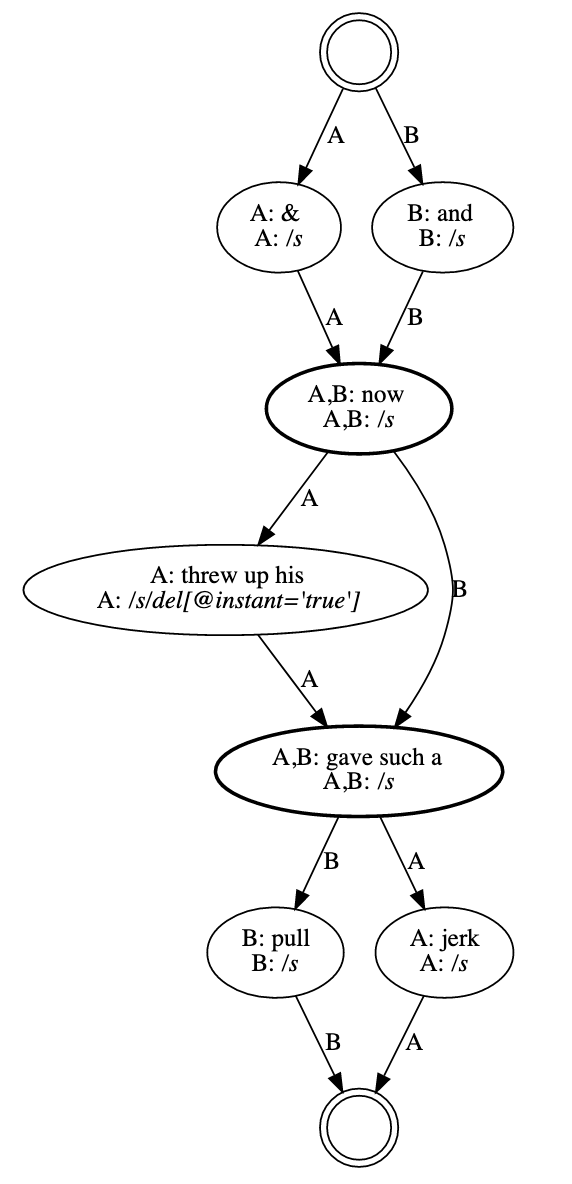 A
B
A: &
A: /s
B: and
B: /s
A
B
A,B: now
A,B: /s
A
B
A: threw up his
A: /s/del[@instant='true']
A
A,B: gave such a
A,B: /s
B
A
B: pull
B: /s
A: jerk
A: /s
B
A